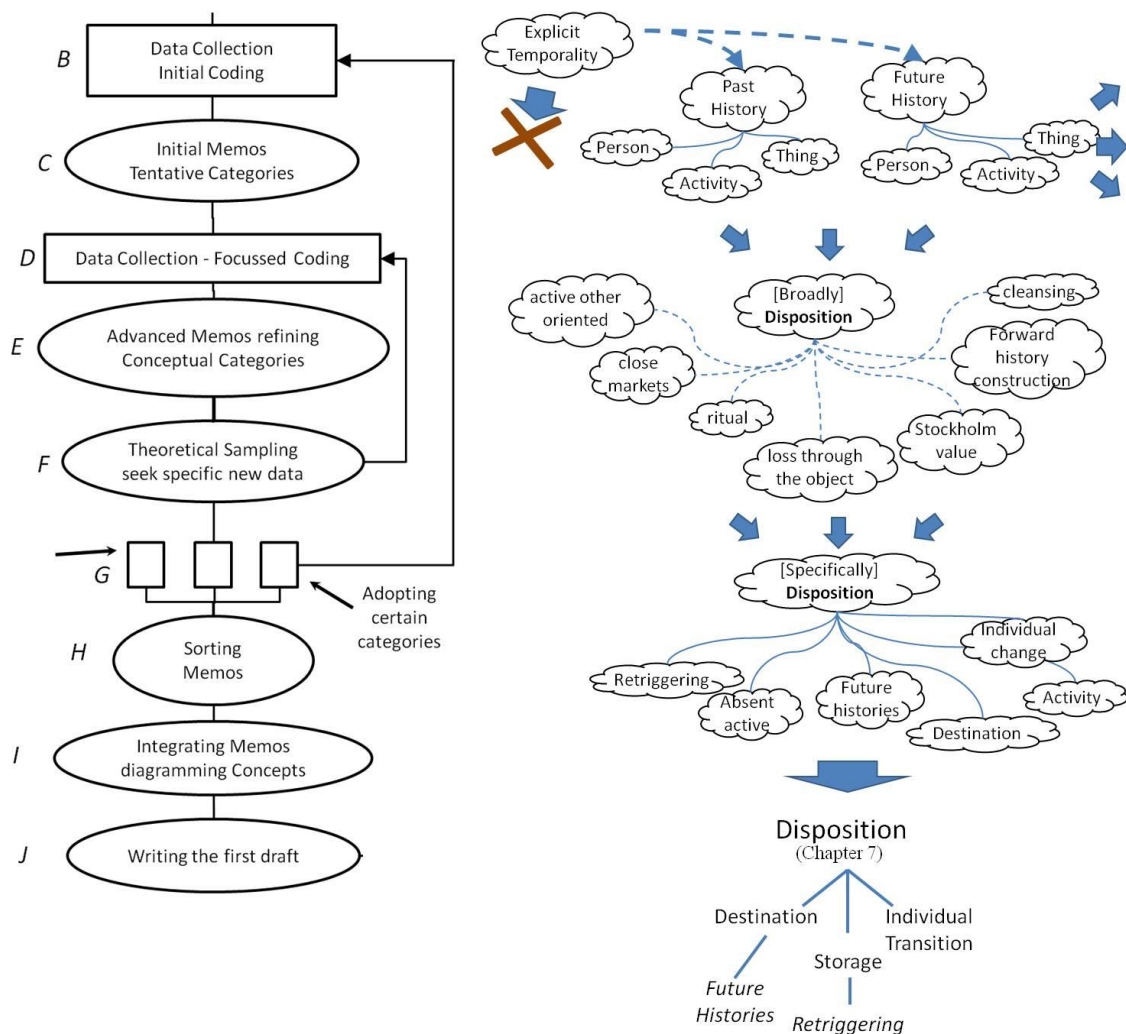 B
Data Collection
Initial Coding
C
Initial Memos
Tentative Categories
D
Data Collection - Focussed Coding
E
Advanced Memos refining
Conceptual Categories
F
Theoretical Sampling
seek specific new data
G
Adopting
certain
categories
H
Sorting
Memos
I
Integrating Memos
diagramming Concepts
J
Writing the first draft
Explicit
Temporality
Past
History
Future
History
Person
Activity
Thing
Person
Activity
Thing
[Broadly]
Disposition
active other
oriented
close
markets
ritual
loss through
the object
Stockholm
value
Forward
history
construction
cleansing
[Specifically]
Disposition
Retriggering
Absent
active
Future
histories
Destination
Individual
change
Activity
Disposition
(Chapter 7)
Destination
Individual
Transition
Storage
Future
Histories
Retriggering